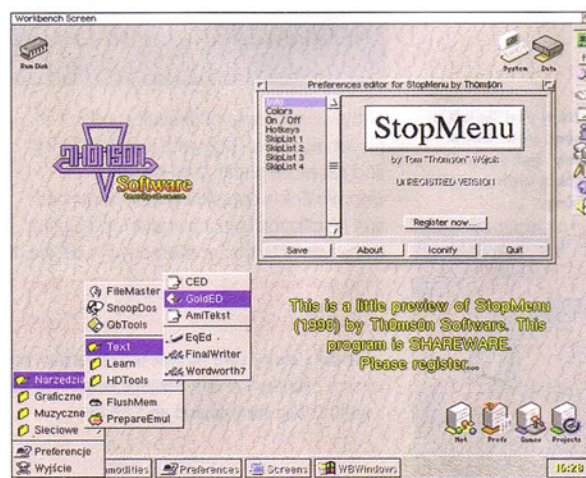 Workbench Screen
Ram Disk
System
Data
Preferences editor for StopMenu by Th0m$0n
Info
Colors
On / Off
Hotkeys
SkipList 1
SkipList 2
SkipList 3
SkipList 4
StopMenu
by Tom "Thomson" Wójcik
UNREGISTRED VERSION
Register now...
Save
About
Iconify
Quit
Software
This is a little preview of StopMenu
(1998) by Th0ms0n Software. This
program is SHAREWARE.
Please register...
FileMaster
SnoopDos
QbTools
Text
Learn
HDTools
FlushMem
PrepareEmul
CED
GoldED
AmiTekst
EqEd
FinalWriter
Wordworth7
Narzędzia
Graficzne
Muzyczne
Sieciowe
Preferencje
Wyjście
Net
Prefs
Games
Projects
modities
Preferences
Screens
WBWindows
16:28